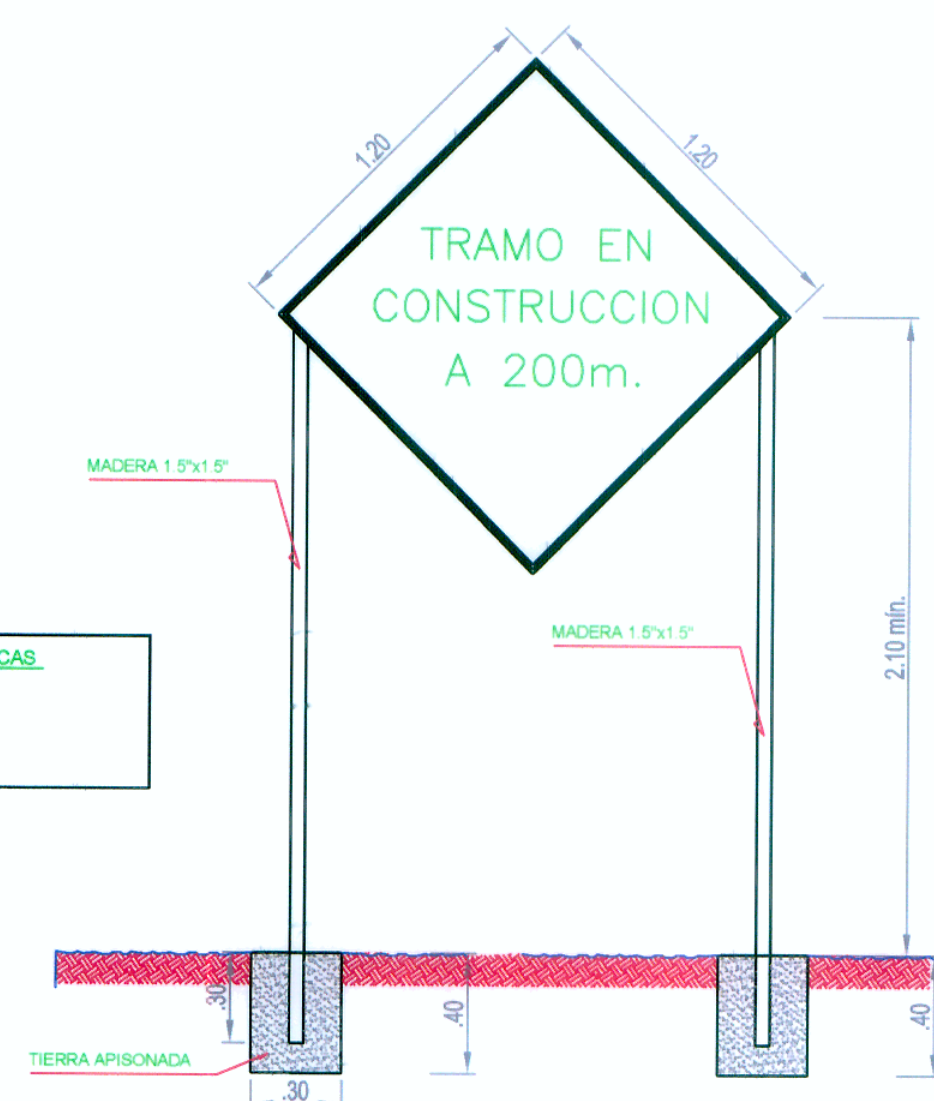 1.20
1.20
TRAMO EN
CONSTRUCCION
A 200m.
MADERA 1.5"x1.5"
MADERA 1.5"x1.5"
2.10 mín.
CAS
.30
.40
.40
TIERRA APISONADA
.30